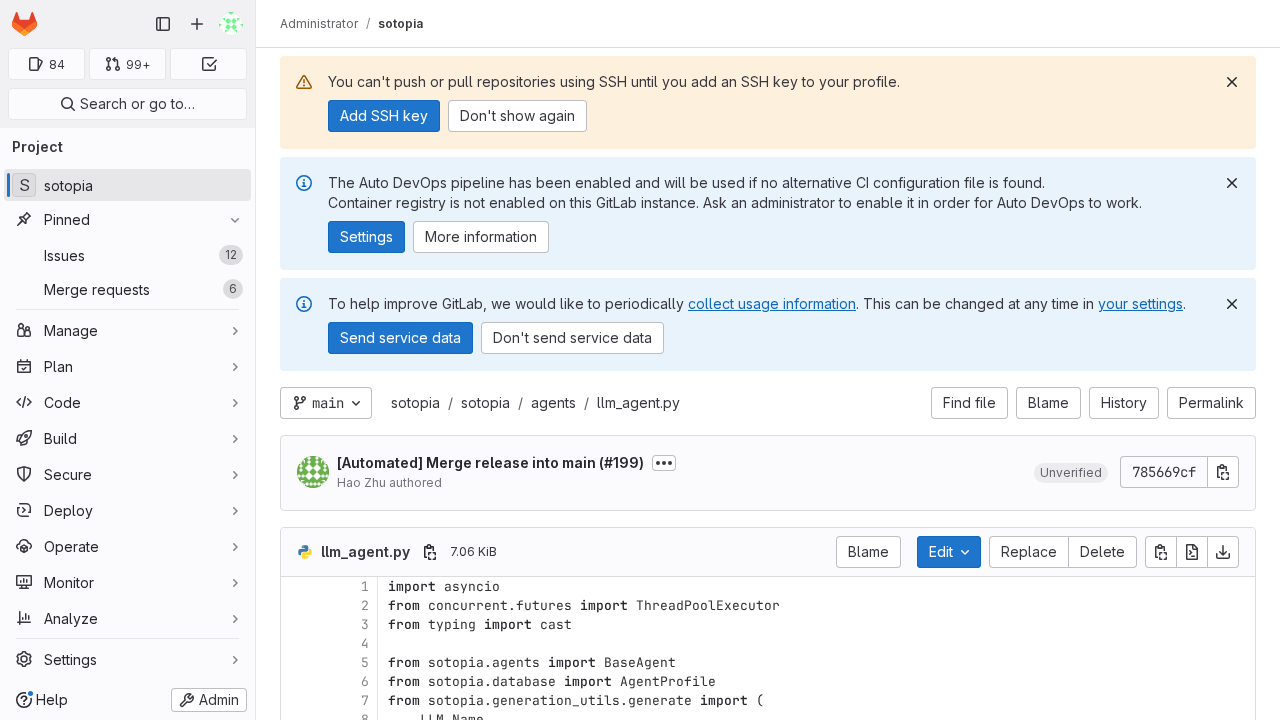 Administrator / sotopia
84
99+
Search or go to…
Project
S sotopia
Pinned
Issues 12
Merge requests 6
Manage
Plan
Code
Build
Secure
Deploy
Operate
Monitor
Analyze
Settings
Help
Admin
You can't push or pull repositories using SSH until you add an SSH key to your profile.
Add SSH key Don't show again
The Auto DevOps pipeline has been enabled and will be used if no alternative CI configuration file is found.
Container registry is not enabled on this GitLab instance. Ask an administrator to enable it in order for Auto DevOps to work.
Settings More information
To help improve GitLab, we would like to periodically collect usage information. This can be changed at any time in your settings.
Send service data Don't send service data
main sotopia / sotopia / agents / llm_agent.py Find file Blame History Permalink
[Automated] Merge release into main (#199)
Hao Zhu authored
Unverified 785669cf
llm_agent.py 7.06 KiB Blame Edit Replace Delete
1 import asyncio
2 from concurrent.futures import ThreadPoolExecutor
3 from typing import cast
4
5 from sotopia.agents import BaseAgent
6 from sotopia.database import AgentProfile
7 from sotopia.generation_utils.generate import (
8 LLM_Name,